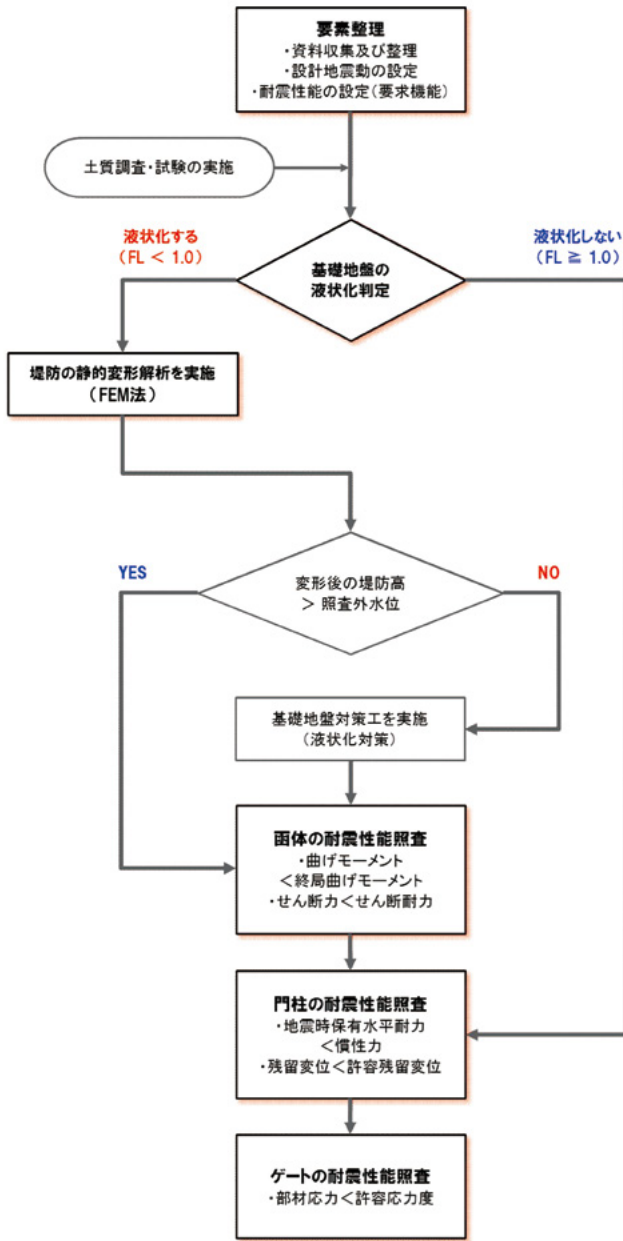 要素整理
・資料収集及び整理
・設計地震動の設定
・耐震性能の設定(要求機能)
土質調査・試験の実施
液状化する
(FL < 1.0)
液状化しない
(FL ≧ 1.0)
基礎地盤の
液状化判定
堤防の静的変形解析を実施
(FEM法)
YES
NO
変形後の堤防高
> 照査外水位
基礎地盤対策工を実施
(液状化対策)
函体の耐震性能照査
・曲げモーメント
<終局曲げモーメント
・せん断力<せん断耐力
門柱の耐震性能照査
・地震時保有水平耐力
<慣性力
・残留変位<許容残留変位
ゲートの耐震性能照査
・部材応力<許容応力度